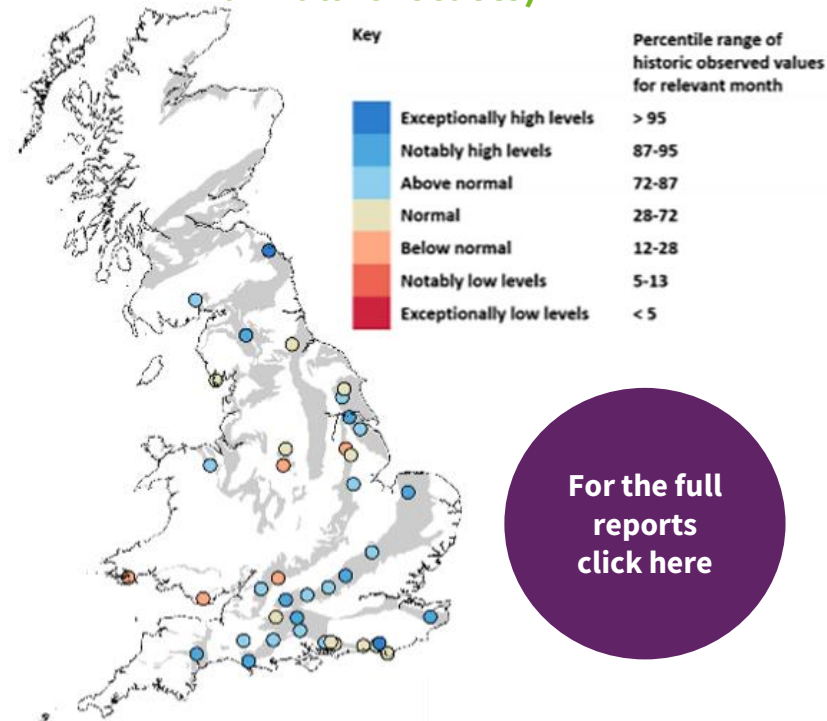 Key
Percentile range of
historic observed values
for relevant month
Exceptionally high levels > 95
Notably high levels 87-95
Above normal 72-87
Normal 28-72
Below normal 12-28
Notably low levels 5-13
Exceptionally low levels < 5
For the full
reports
click here